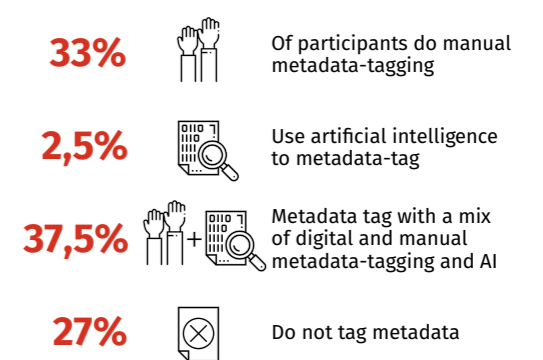 33%
Of participants do manual
metadata-tagging
2,5%
Use artificial intelligence
to metadata-tag
37,5%
Metadata tag with a mix
of digital and manual
metadata-tagging and AI
27%
Do not tag metadata